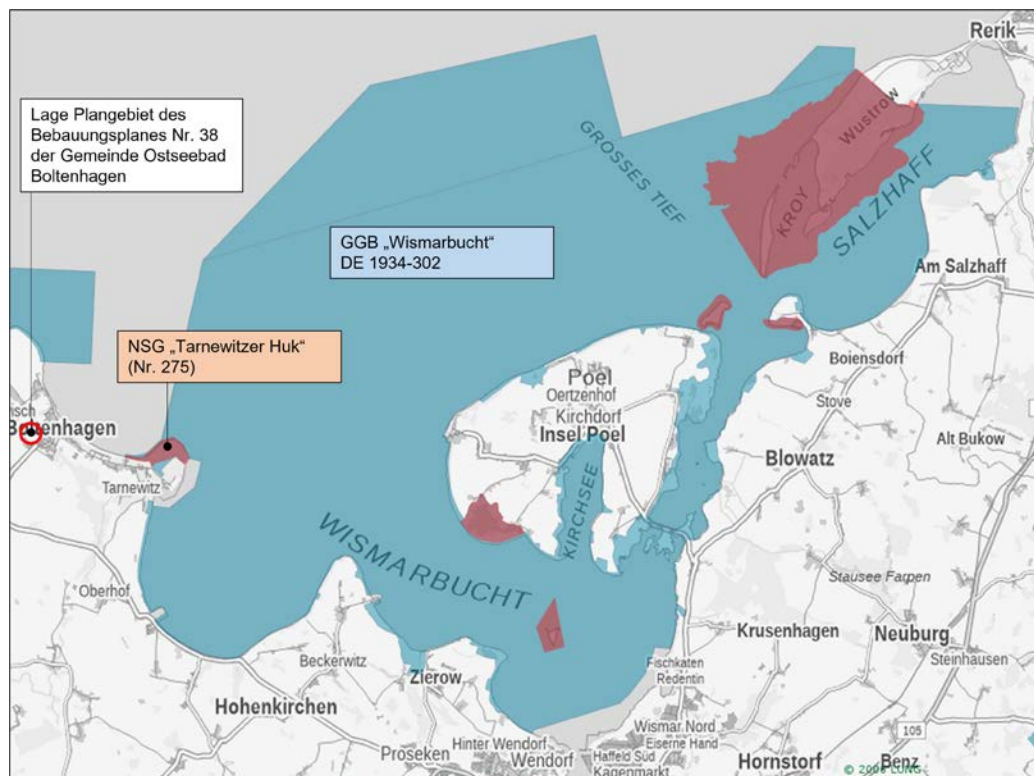 Rerik
Lage Plangebiet des
Bebauungsplanes Nr. 38
der Gemeinde Ostseebad
Boltenhagen
Wustrow
GROSSES TIEF
KROY
SALZHAFF
GGB „Wismarbucht“
DE 1934-302
Am Salzhaff
NSG „Tarnewitzer Huk“
(Nr. 275)
Boiensdorf
Poel
Oertzenhof
Stove
Kirchdorf
Insel Poel
Alt Bukow
Boltenhagen
Blowatz
Tarnewitz
KIRCHSEE
WISMARBUCHT
Stausee Farpen
Oberhof
Krusenhagen
Neuburg
Steinhausen
Beckerwitz
Zierow
Fischkaten
Redentin
Hohenkirchen
Wismar Nord
105
Eiserne Hand
Proseken
Hinter Wendorf
Wendorf
Haffeld Süd
Kagenmarkt
Hornstorf
Benz